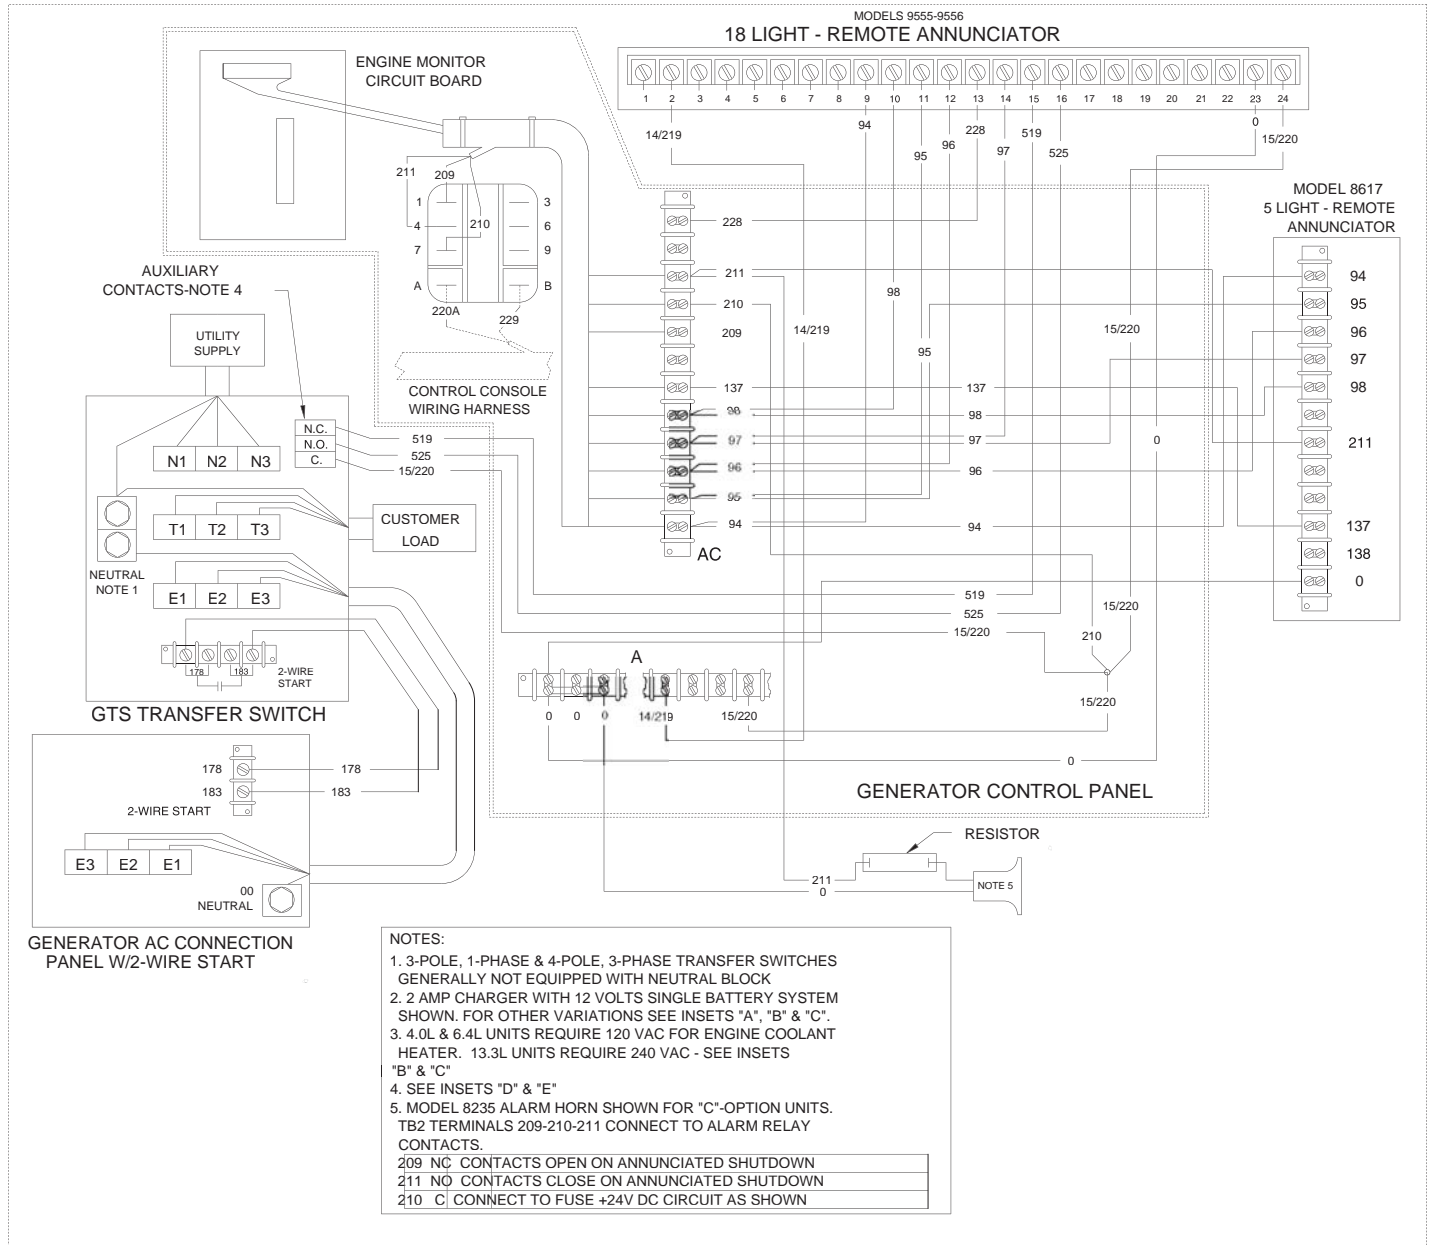 MODELS 9555-9556
18 LIGHT - REMOTE ANNUNCIATOR
1 2 3 4 5 6 7 8 9 10 11 12 13 14 15 16 17 18 19 20 21 22 23 24
14/219
94
95
96
228
97
519
525
0
15/220
ENGINE MONITOR
CIRCUIT BOARD
211
209
210
1
4
7
A
3
6
9
B
220A
229
CONTROL CONSOLE
WIRING HARNESS
MODEL 8617
5 LIGHT - REMOTE
ANNUNCIATOR
94
95
96
97
98
211
137
138
0
228
211
210
209
137
98
97
96
95
94
AC
98
14/219
95
15/220
0
137
98
97
96
94
519
525
15/220
210
15/220
15/220
AUXILIARY
CONTACTS-NOTE 4
UTILITY
SUPPLY
N.C.
N.O.
C.
519
525
15/220
N1 N2 N3
T1 T2 T3
E1 E2 E3
CUSTOMER
LOAD
NEUTRAL
NOTE 1
178
183
2-WIRE
START
GTS TRANSFER SWITCH
A
0 0 0 14/219 15/220
0
GENERATOR CONTROL PANEL
178
183
178
183
2-WIRE START
E3 E2 E1
00
NEUTRAL
GENERATOR AC CONNECTION
PANEL W/2-WIRE START
RESISTOR
211
0
NOTE 5
NOTES:
1. 3-POLE, 1-PHASE & 4-POLE, 3-PHASE TRANSFER SWITCHES
GENERALLY NOT EQUIPPED WITH NEUTRAL BLOCK
2. 2 AMP CHARGER WITH 12 VOLTS SINGLE BATTERY SYSTEM
SHOWN. FOR OTHER VARIATIONS SEE INSETS "A", "B" & "C".
3. 4.0L & 6.4L UNITS REQUIRE 120 VAC FOR ENGINE COOLANT
HEATER. 13.3L UNITS REQUIRE 240 VAC - SEE INSETS
"B" & "C"
4. SEE INSETS "D" & "E"
5. MODEL 8235 ALARM HORN SHOWN FOR "C"-OPTION UNITS.
TB2 TERMINALS 209-210-211 CONNECT TO ALARM RELAY
CONTACTS.
209 NC CONTACTS OPEN ON ANNUNCIATED SHUTDOWN
211 NO CONTACTS CLOSE ON ANNUNCIATED SHUTDOWN
210 C CONNECT TO FUSE +24V DC CIRCUIT AS SHOWN